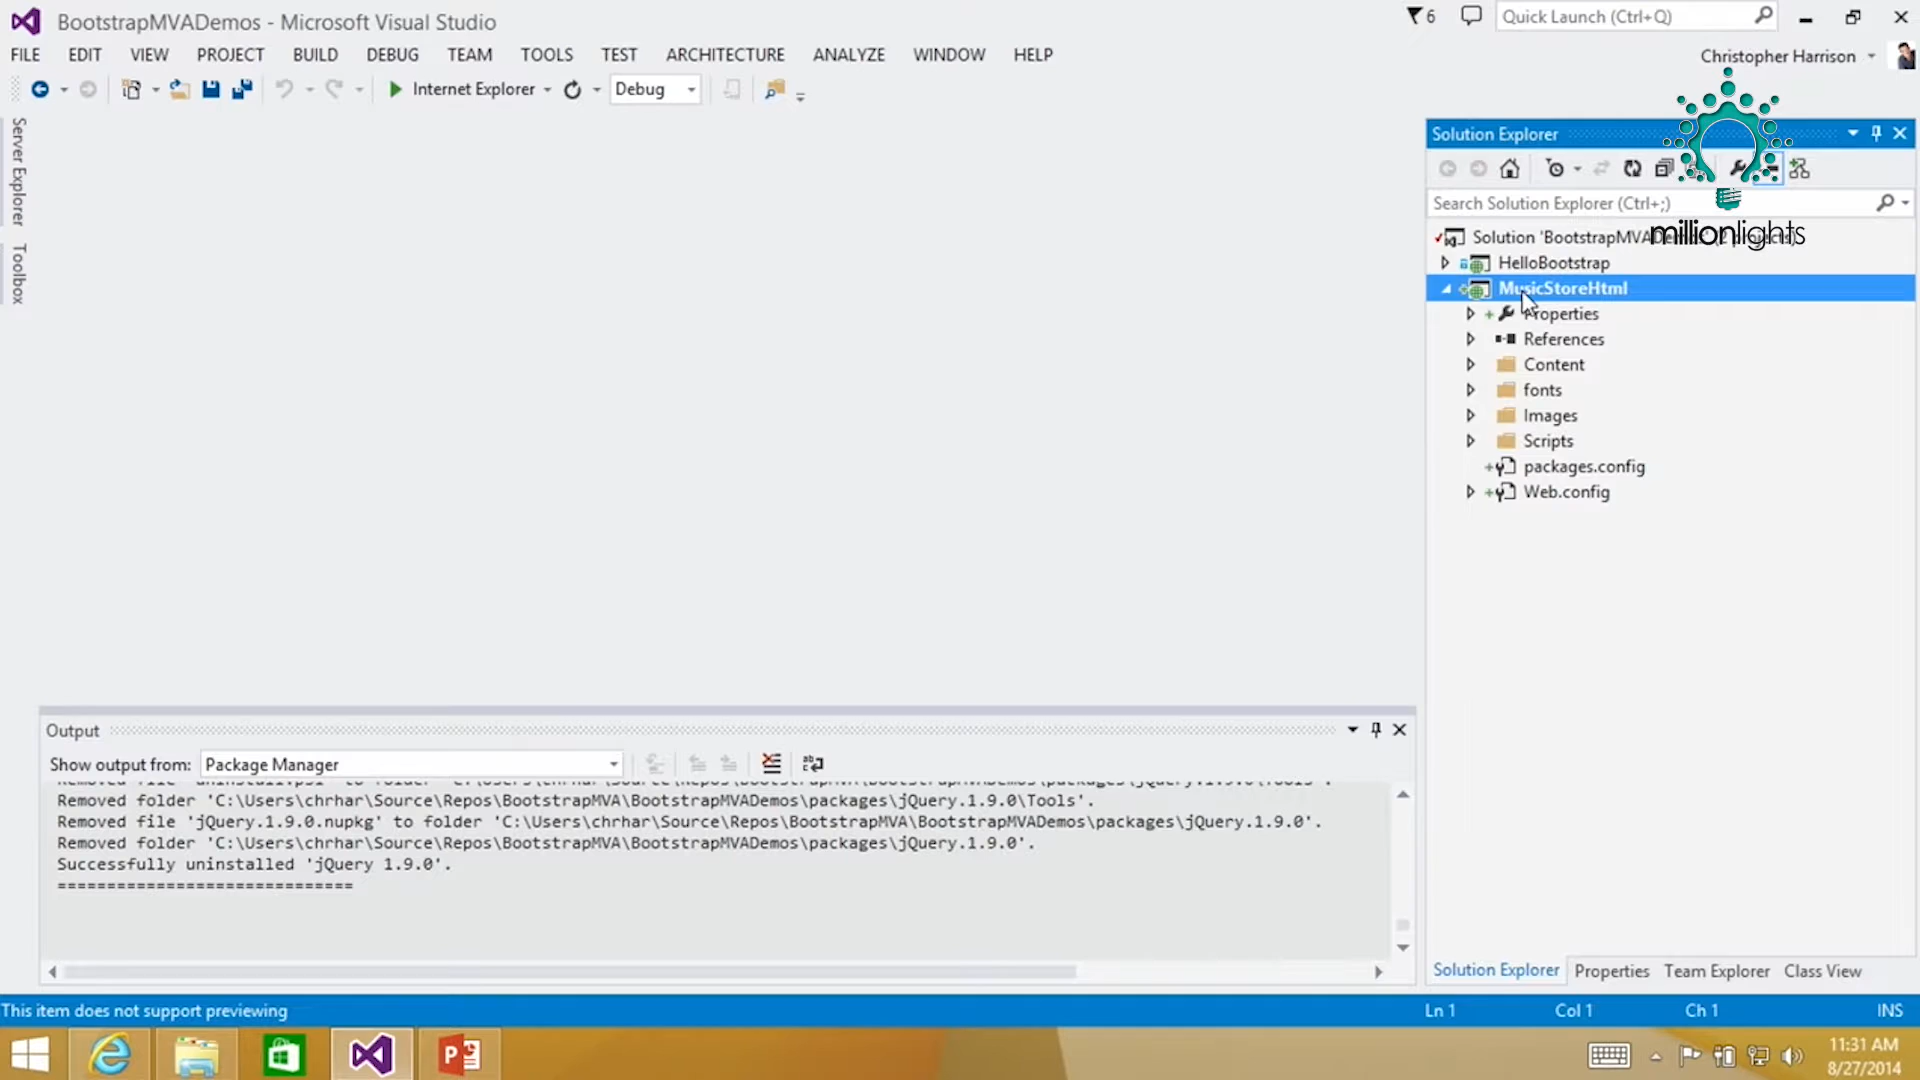 BootstrapMVADemos - Microsoft Visual Studio
6
Quick Launch (Ctrl+Q)
FILE EDIT VIEW PROJECT BUILD DEBUG TEAM TOOLS TEST ARCHITECTURE ANALYZE WINDOW HELP
Christopher Harrison
Internet Explorer
Debug
Server Explorer
Toolbox
Solution Explorer
Search Solution Explorer (Ctrl+;)
millionlights
Solution 'BootstrapMVA
HelloBootstrap
MusicStoreHtml
Properties
References
Content
fonts
Images
Scripts
packages.config
Web.config
Output
Show output from: Package Manager
Removed folder 'C:\Users\chrhar\Source\Repos\BootstrapMVA\BootstrapMVADemos\packages\jQuery.1.9.0\Tools'.
Removed file 'jQuery.1.9.0.nupkg' to folder 'C:\Users\chrhar\Source\Repos\BootstrapMVA\BootstrapMVADemos\packages\jQuery.1.9.0'.
Removed folder 'C:\Users\chrhar\Source\Repos\BootstrapMVA\BootstrapMVADemos\packages\jQuery.1.9.0'.
Successfully uninstalled 'jQuery 1.9.0'.
==============================
Solution Explorer Properties Team Explorer Class View
This item does not support previewing
Ln 1 Col 1 Ch 1 INS
11:31 AM
8/27/2014